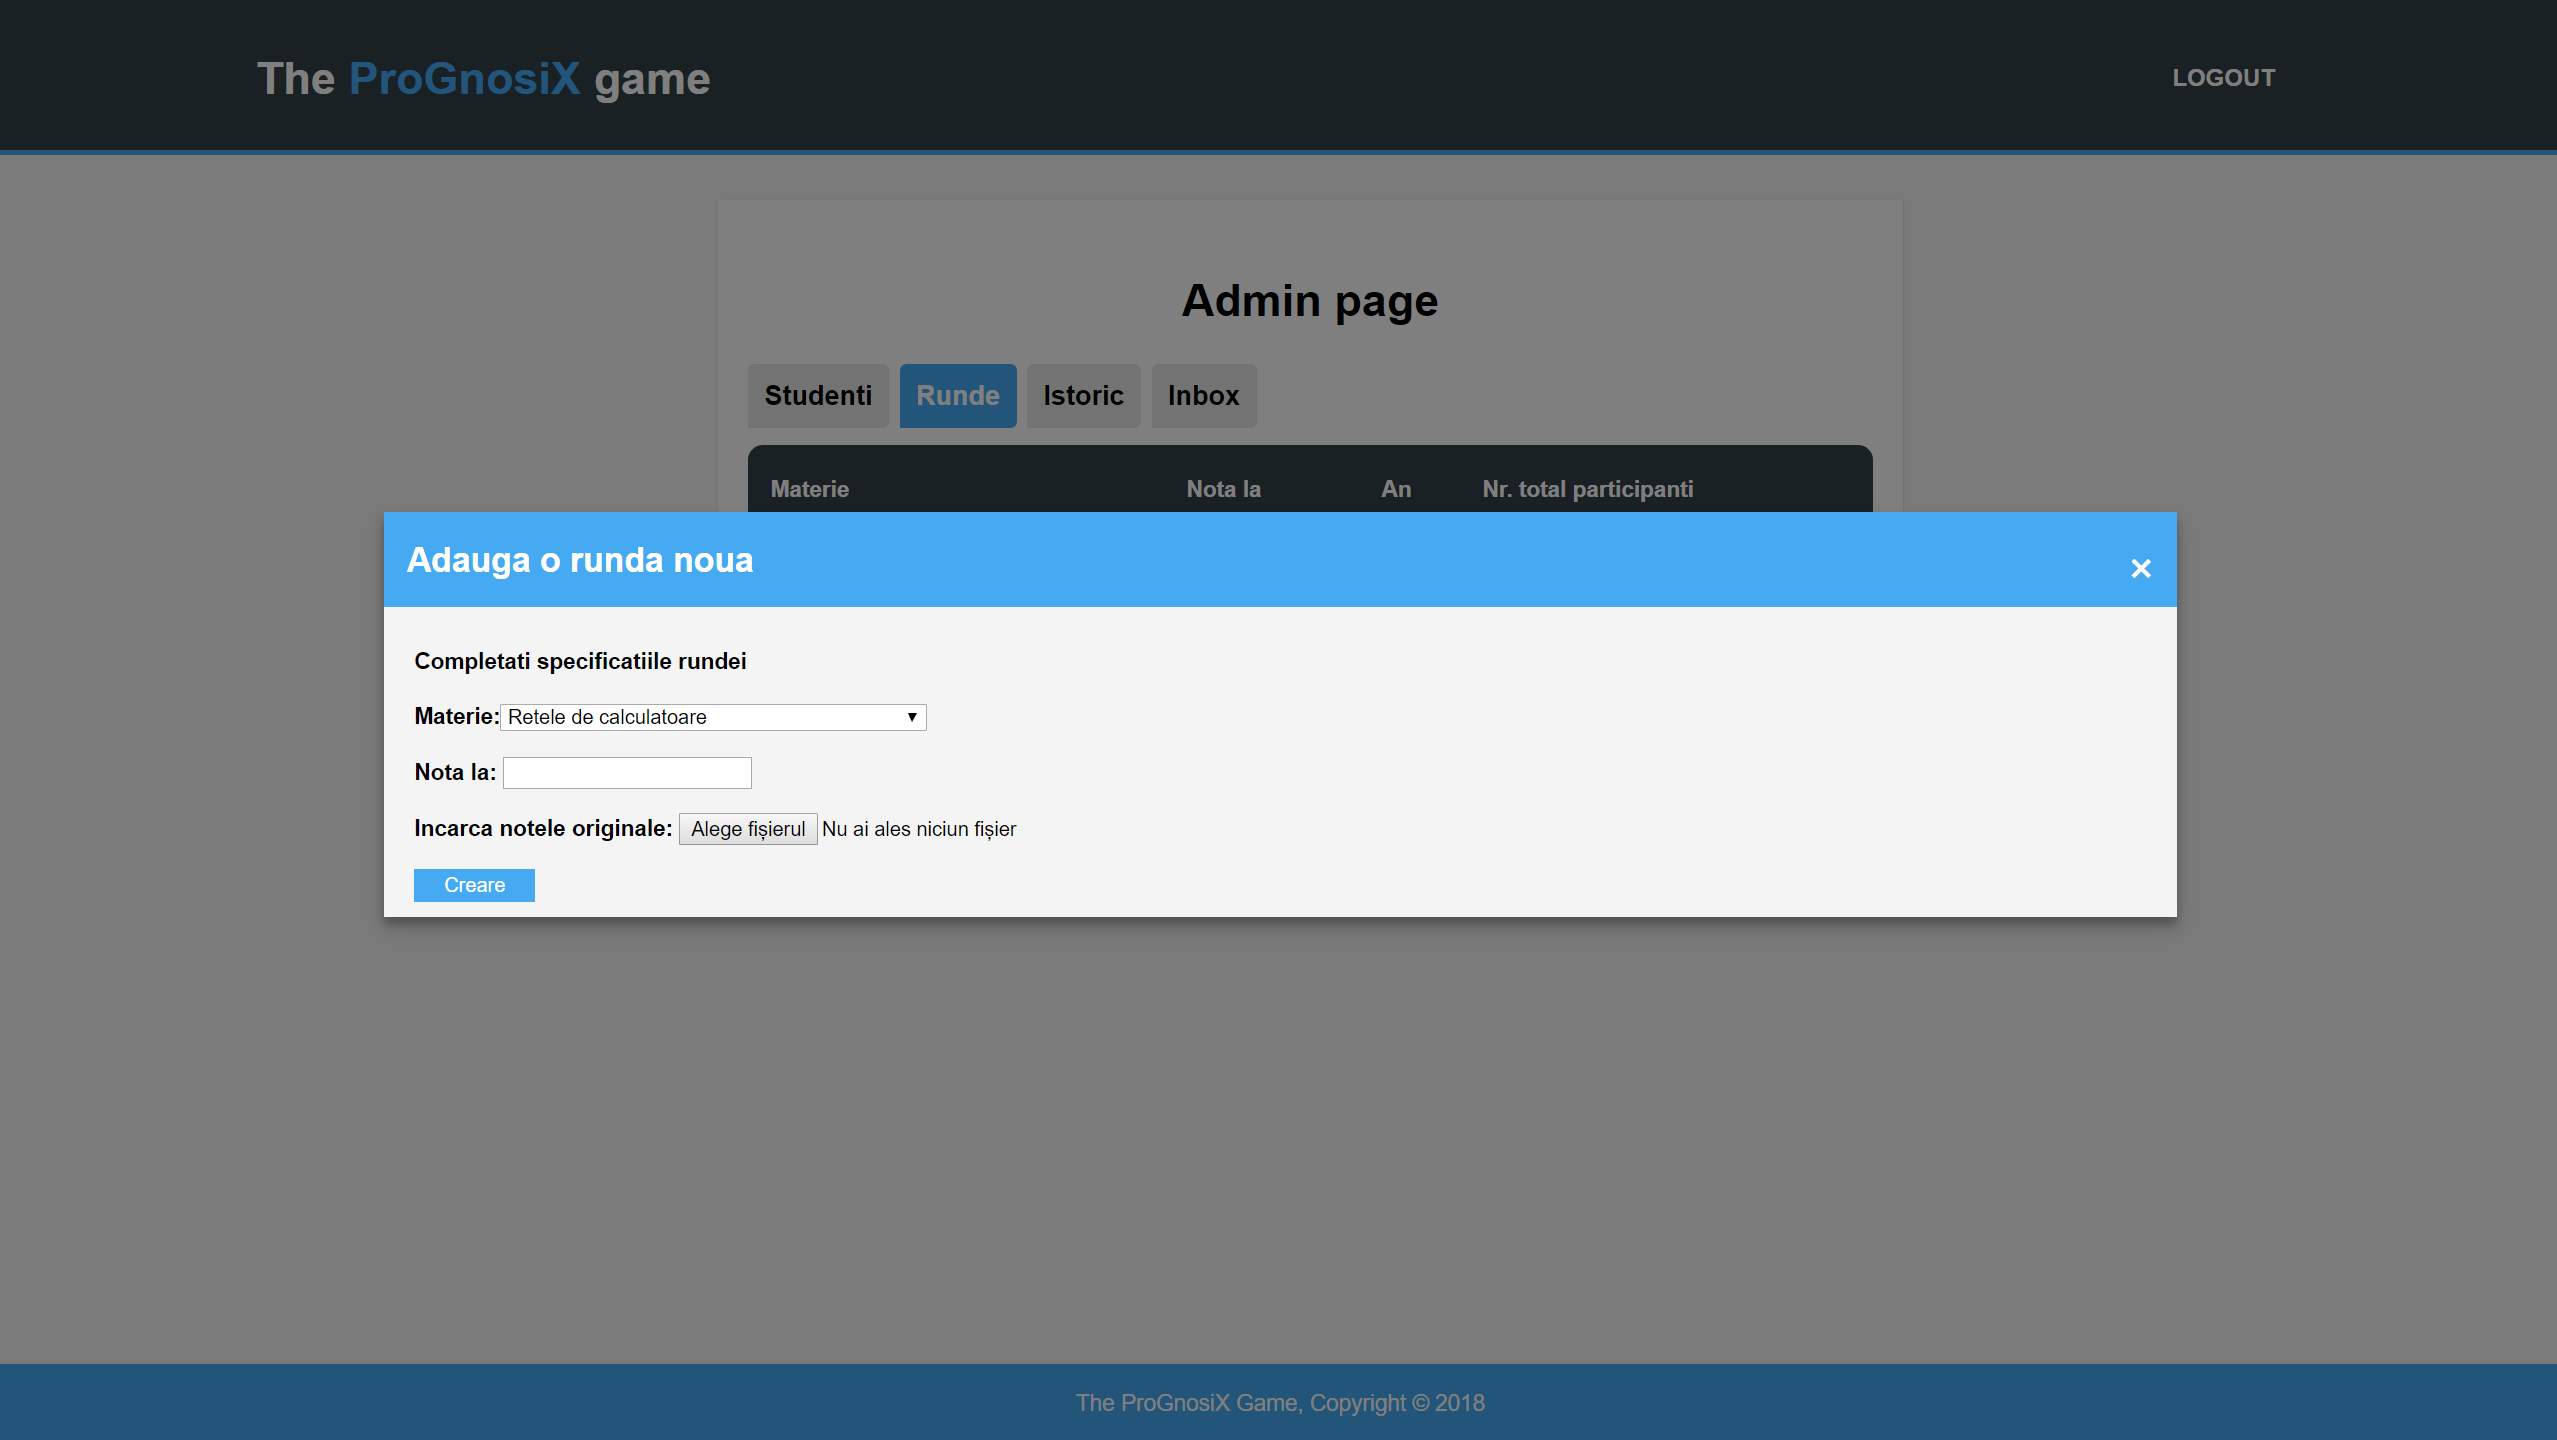 The ProGnosiX game
LOGOUT
Admin page
Studenti Runde Istoric Inbox
Materie Nota la An Nr. total participanti
Adauga o runda noua
×
Completati specificatiile rundei
Materie: Retele de calculatoare
Nota la:
Incarca notele originale: Alege fișierul Nu ai ales niciun fișier
Creare
The ProGnosiX Game, Copyright © 2018